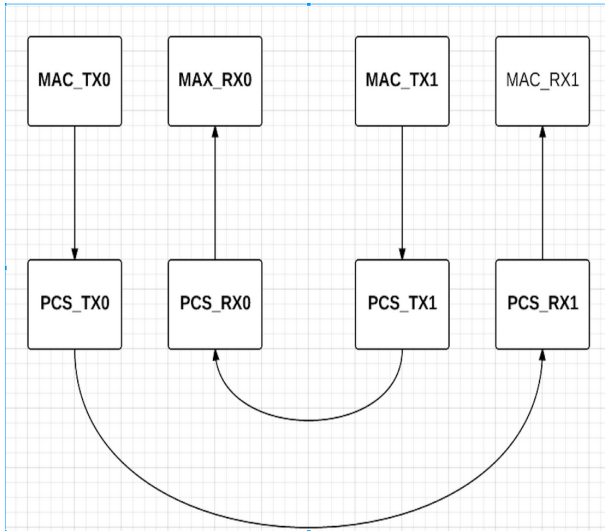 MAC_TX0
MAX_RX0
MAC_TX1
MAC_RX1
PCS_TX0
PCS_RX0
PCS_TX1
PCS_RX1